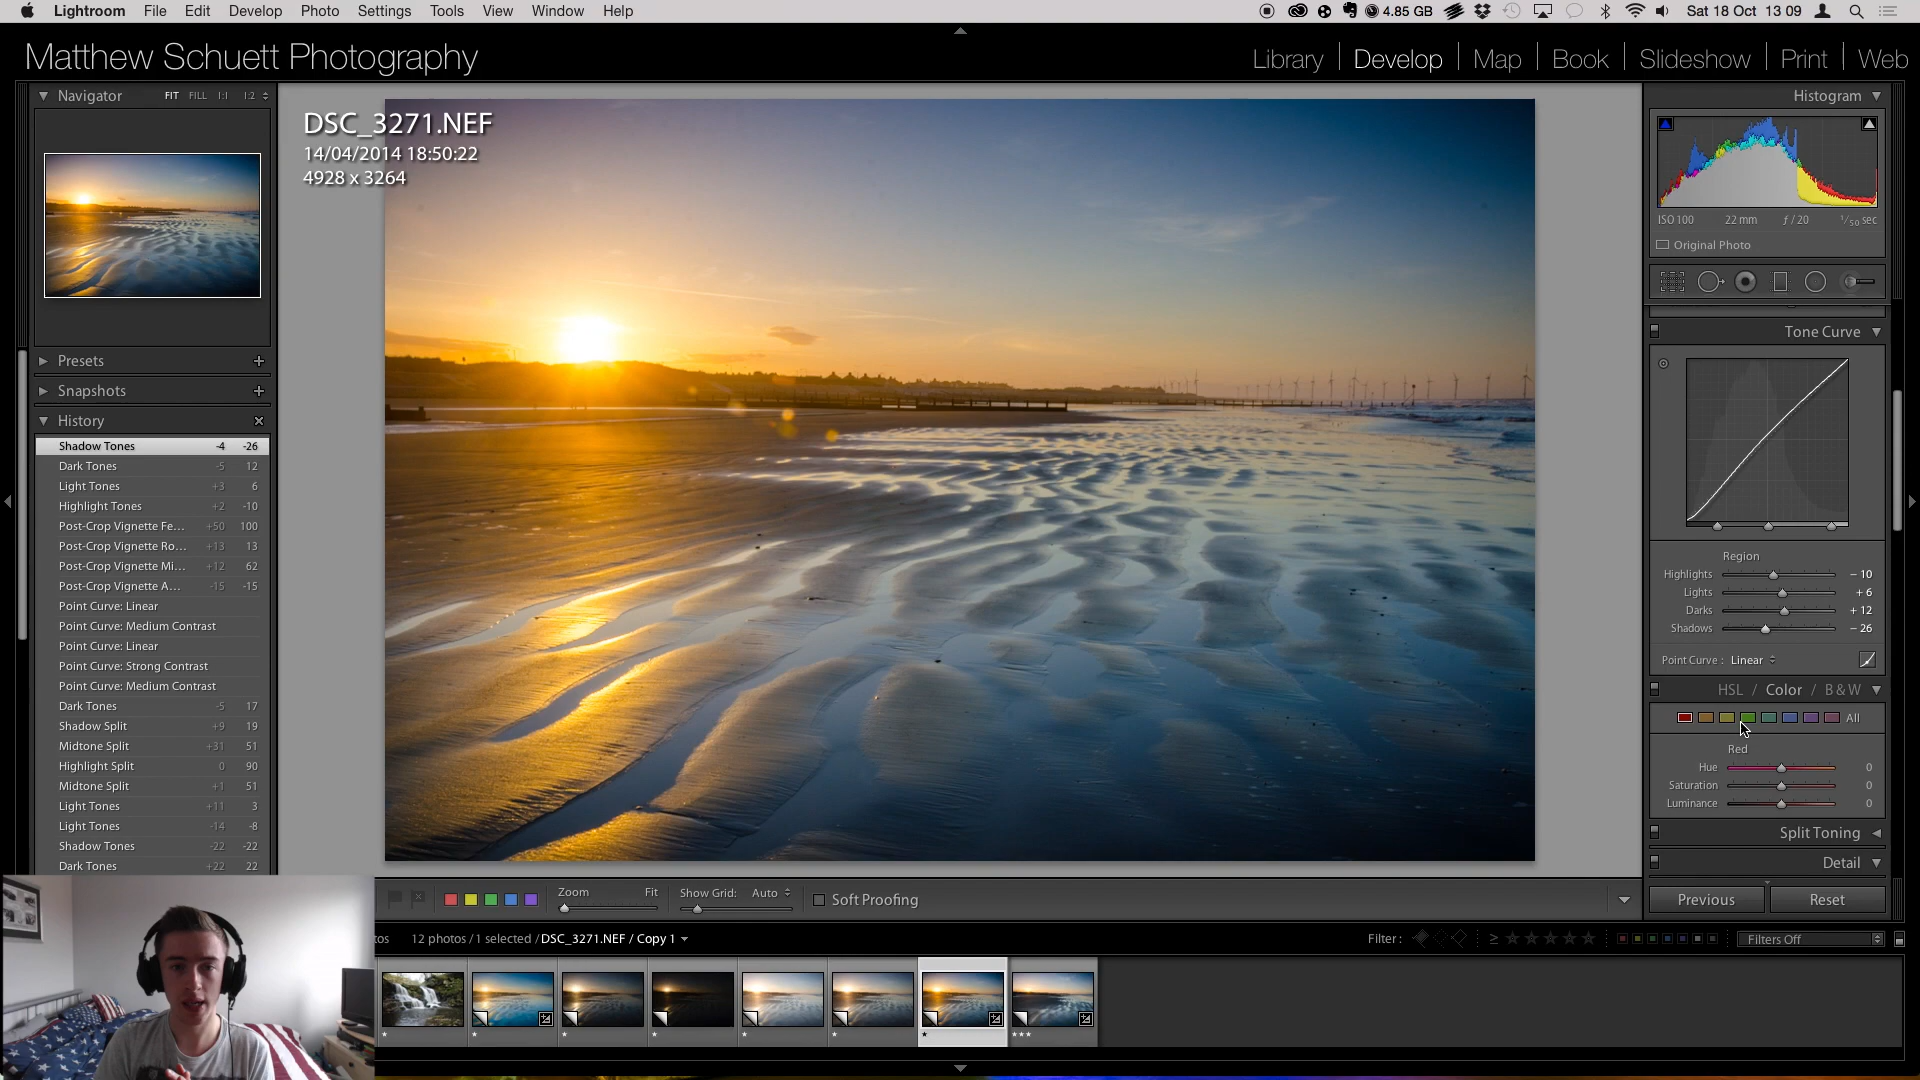 Lightroom File Edit Develop Photo Settings Tools View Window Help 4.85 GB Sat 18 Oct 13 09
Matthew Schuett Photography
Library Develop Map Book Slideshow Print Web
Navigator FIT FILL 1:1 1:2
DSC_3271.NEF
14/04/2014 18:50:22
4928 x 3264
Presets
Snapshots
History
Shadow Tones -4 -26
Dark Tones -5 12
Light Tones +3 6
Highlight Tones +2 -10
Post-Crop Vignette Fe... +50 100
Post-Crop Vignette Ro... +13 13
Post-Crop Vignette Mi... +12 62
Post-Crop Vignette A... -15 -15
Point Curve: Linear
Point Curve: Medium Contrast
Point Curve: Linear
Point Curve: Strong Contrast
Point Curve: Medium Contrast
Dark Tones -5 17
Shadow Split +9 19
Midtone Split +31 51
Highlight Split 0 90
Midtone Split +1 51
Light Tones +11 3
Light Tones -14 -8
Shadow Tones -22 -22
Dark Tones +22 22
Histogram
ISO 100 22 mm ƒ / 20 1/50 sec
Original Photo
Tone Curve
Region
Highlights - 10
Lights + 6
Darks + 12
Shadows - 26
Point Curve : Linear
HSL / Color / B & W
All
Red
Hue 0
Saturation 0
Luminance 0
Split Toning
Detail
Previous Reset
Zoom Fit Show Grid: Auto Soft Proofing
tos 12 photos / 1 selected / DSC_3271.NEF / Copy 1 Filter : ≥ Filters Off